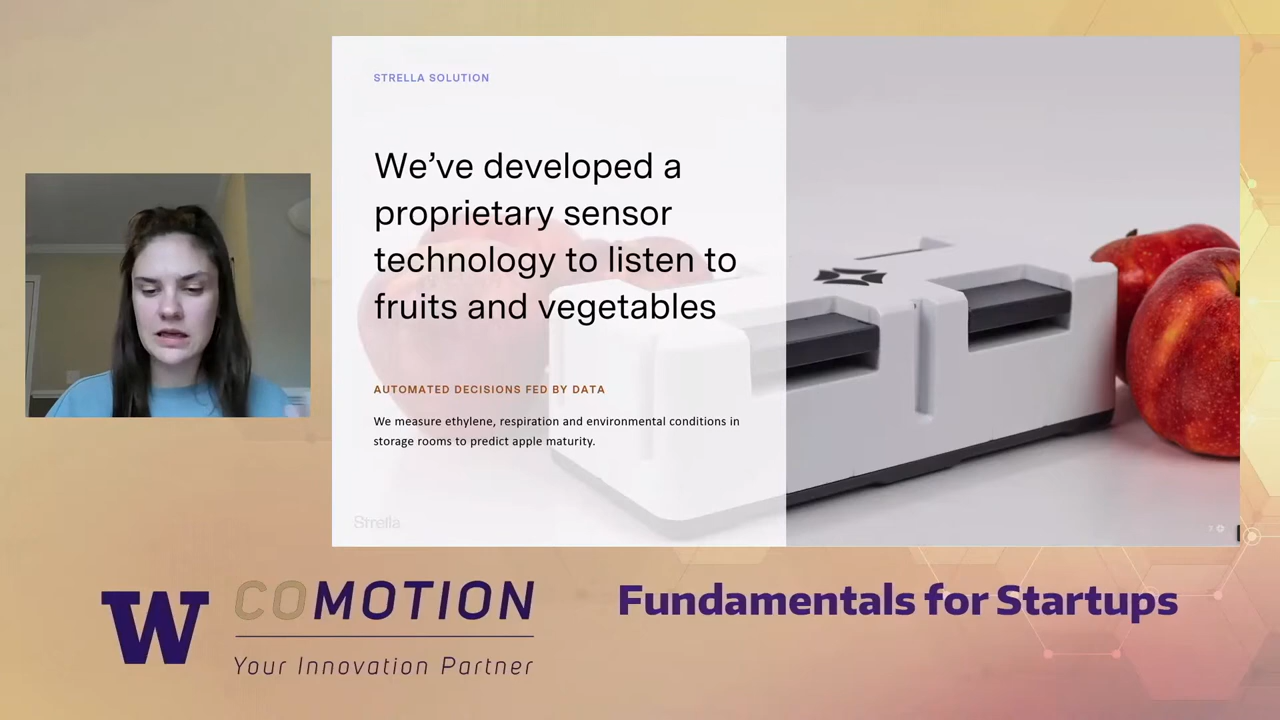 STRELLA SOLUTION
We’ve developed a
proprietary sensor
technology to listen to
fruits and vegetables
AUTOMATED DECISIONS FED BY DATA
We measure ethylene, respiration and environmental conditions in
storage rooms to predict apple maturity.
Strella
W
COMOTION
Your Innovation Partner
Fundamentals for Startups